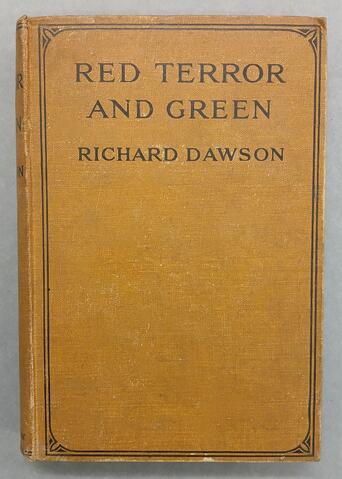 RED TERROR
AND GREEN
RICHARD DAWSON